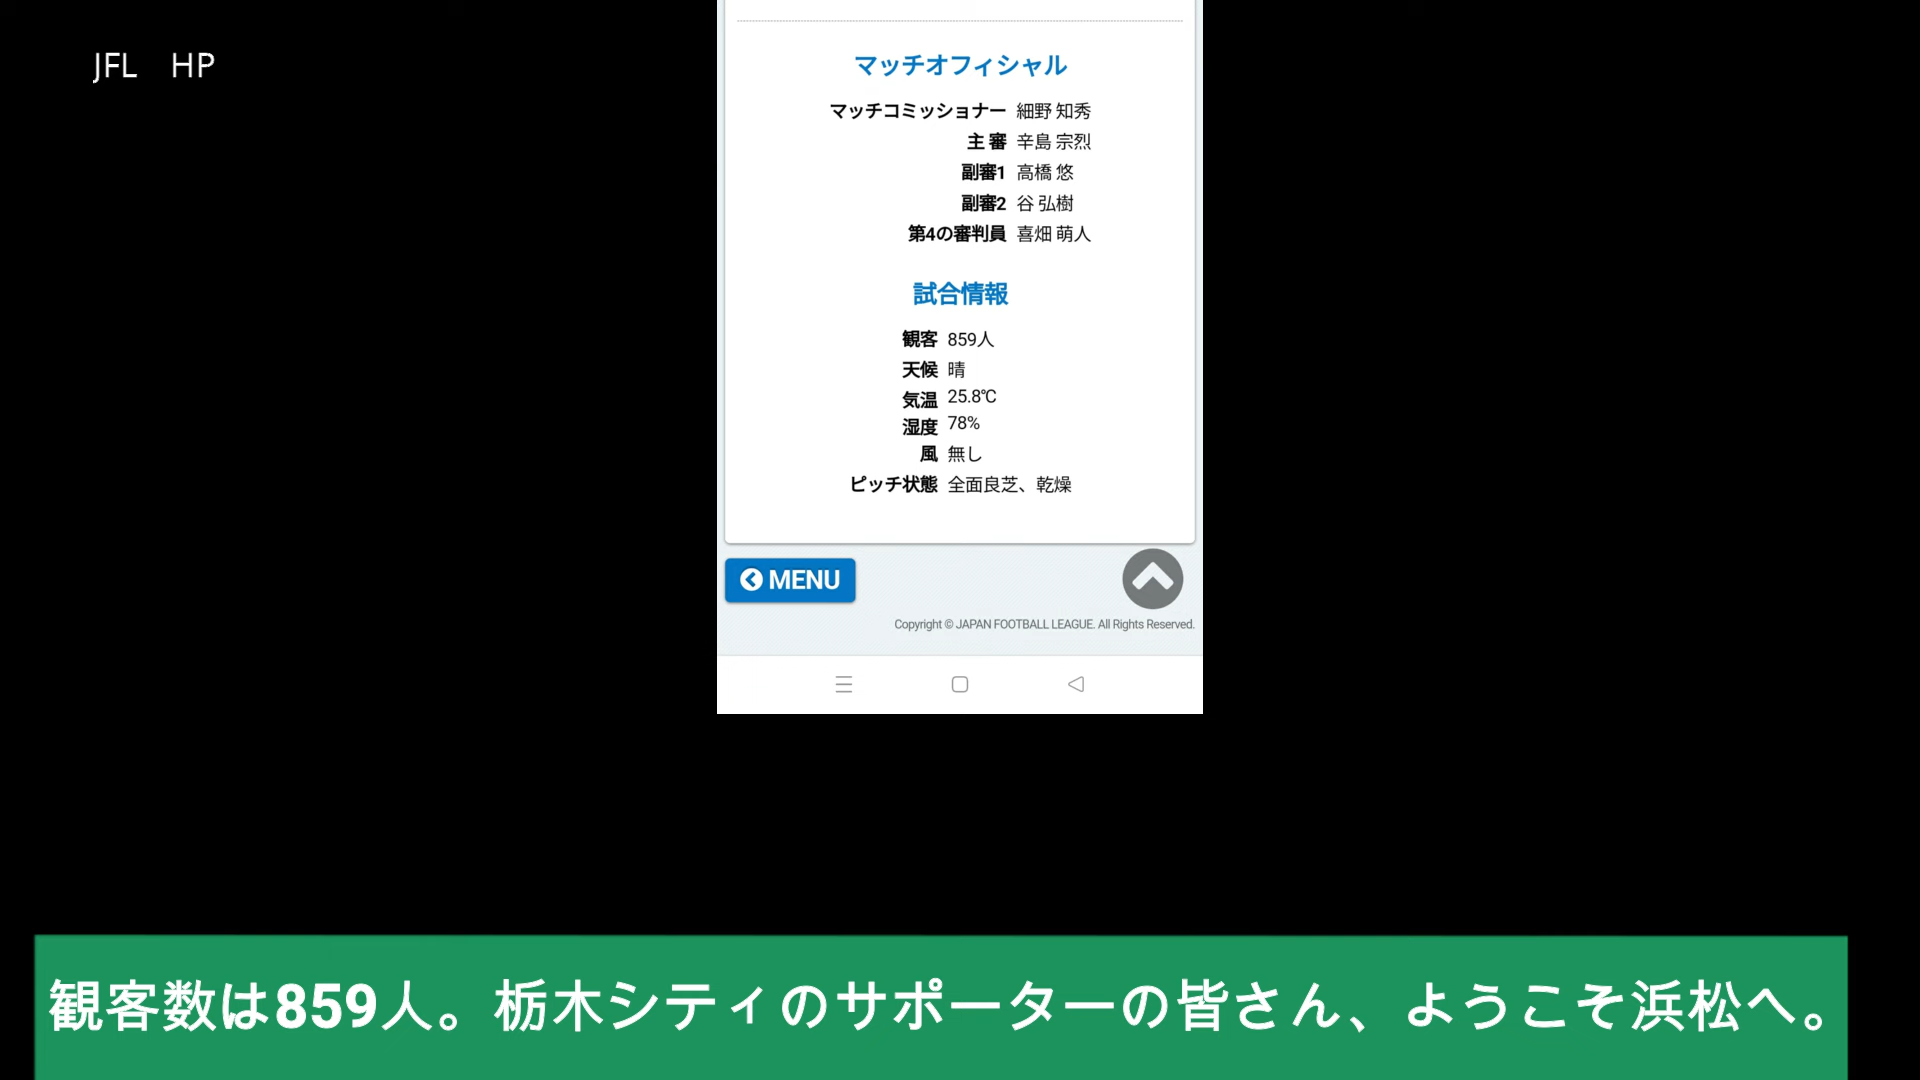 JFL HP
マッチオフィシャル
マッチコミッショナー 細野 知秀
主 審 辛島 宗烈
副審1 高橋 悠
副審2 谷 弘樹
第4の審判員 喜畑 萌人
試合情報
観客 859人
天候 晴
気温 25.8℃
湿度 78%
風 無し
ピッチ状態 全面良芝、乾燥
MENU
Copyright © JAPAN FOOTBALL LEAGUE. All Rights Reserved.
観客数は859人。栃木シティのサポーターの皆さん、ようこそ浜松へ。